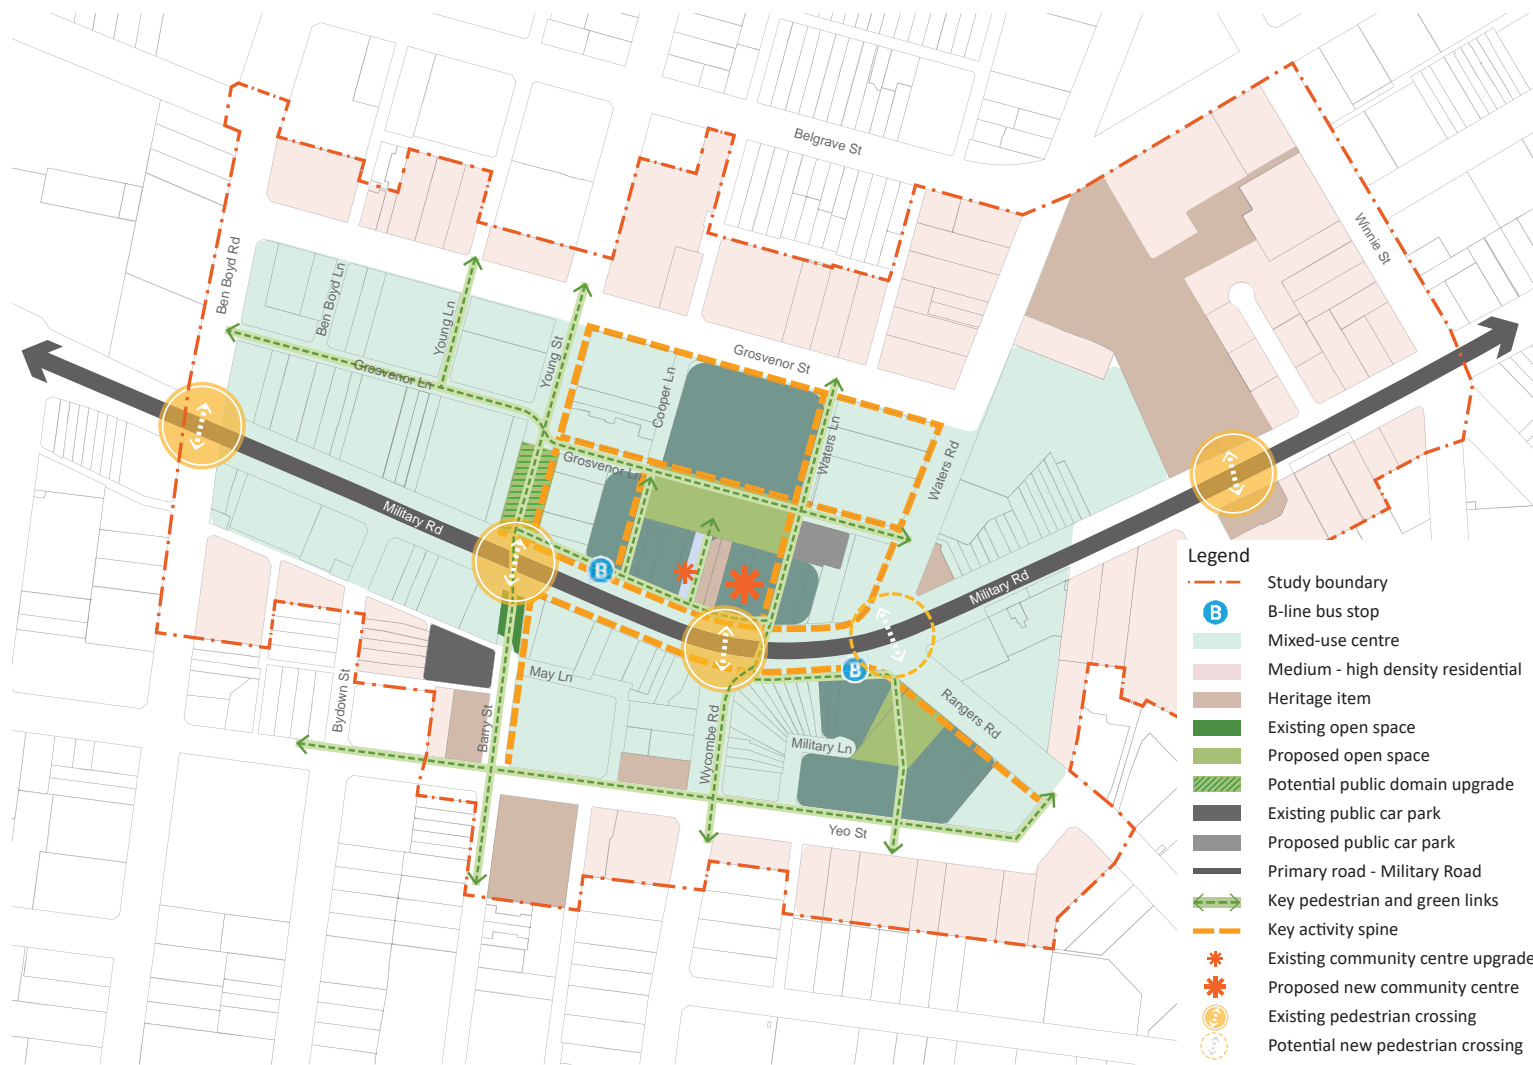 Belgrave St
Winnie St
Ben Boyd Rd
Ben Boyd Ln
Young Ln
Young St
Grosvenor St
Grosvenor Ln
Cooper Ln
Waters Ln
Waters Rd
Grosvenor Ln
Military Rd
B
Military Rd
May Ln
B
Bydown St
Barry St
Wycombe Rd
Rangers Rd
Military Ln
Yeo St
Legend
Study boundary
B B-line bus stop
Mixed-use centre
Medium - high density residential
Heritage item
Existing open space
Proposed open space
Potential public domain upgrade
Existing public car park
Proposed public car park
Primary road - Military Road
Key pedestrian and green links
Key activity spine
Existing community centre upgrade
Proposed new community centre
Existing pedestrian crossing
Potential new pedestrian crossing